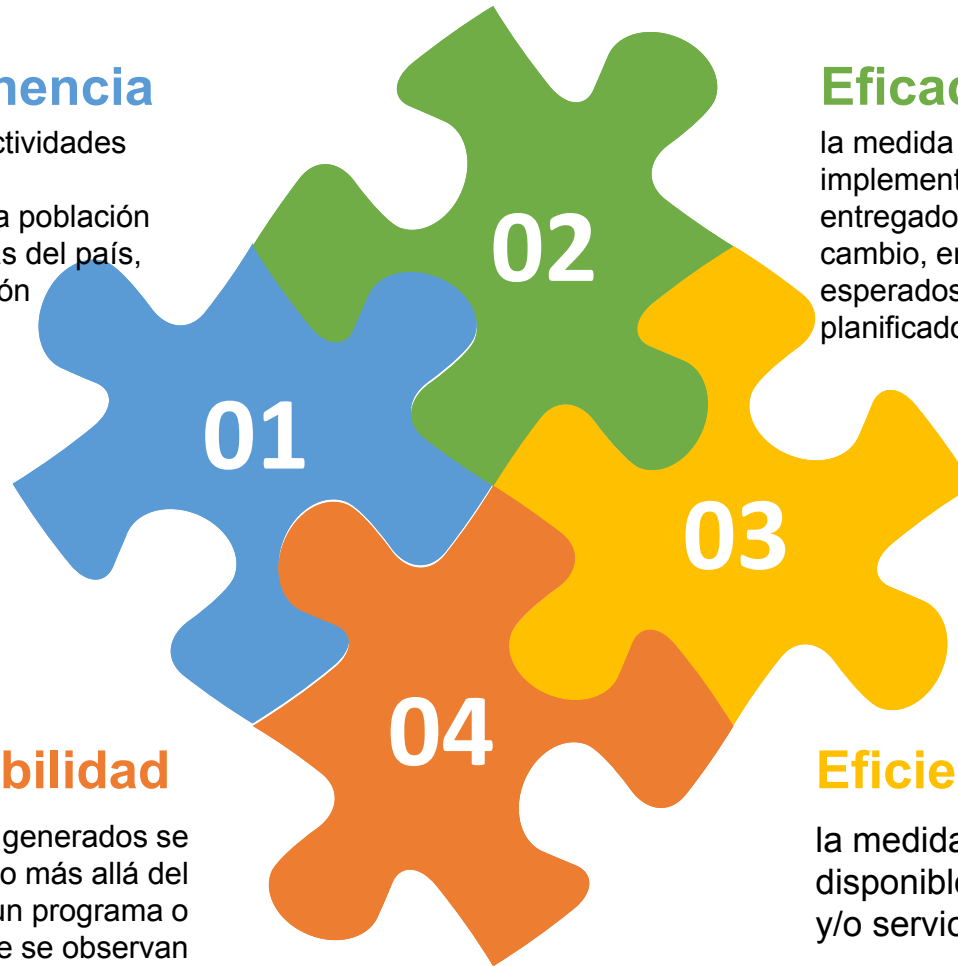 nencia
ctividades
a población
as del país,
ón
02
Eficac
la medida
implement
entregado
cambio, e
esperados
planificado
01
03
04
bilidad
generados se
o más allá del
un programa o
e se observan
Eficie
la medida
disponible
y/o servic